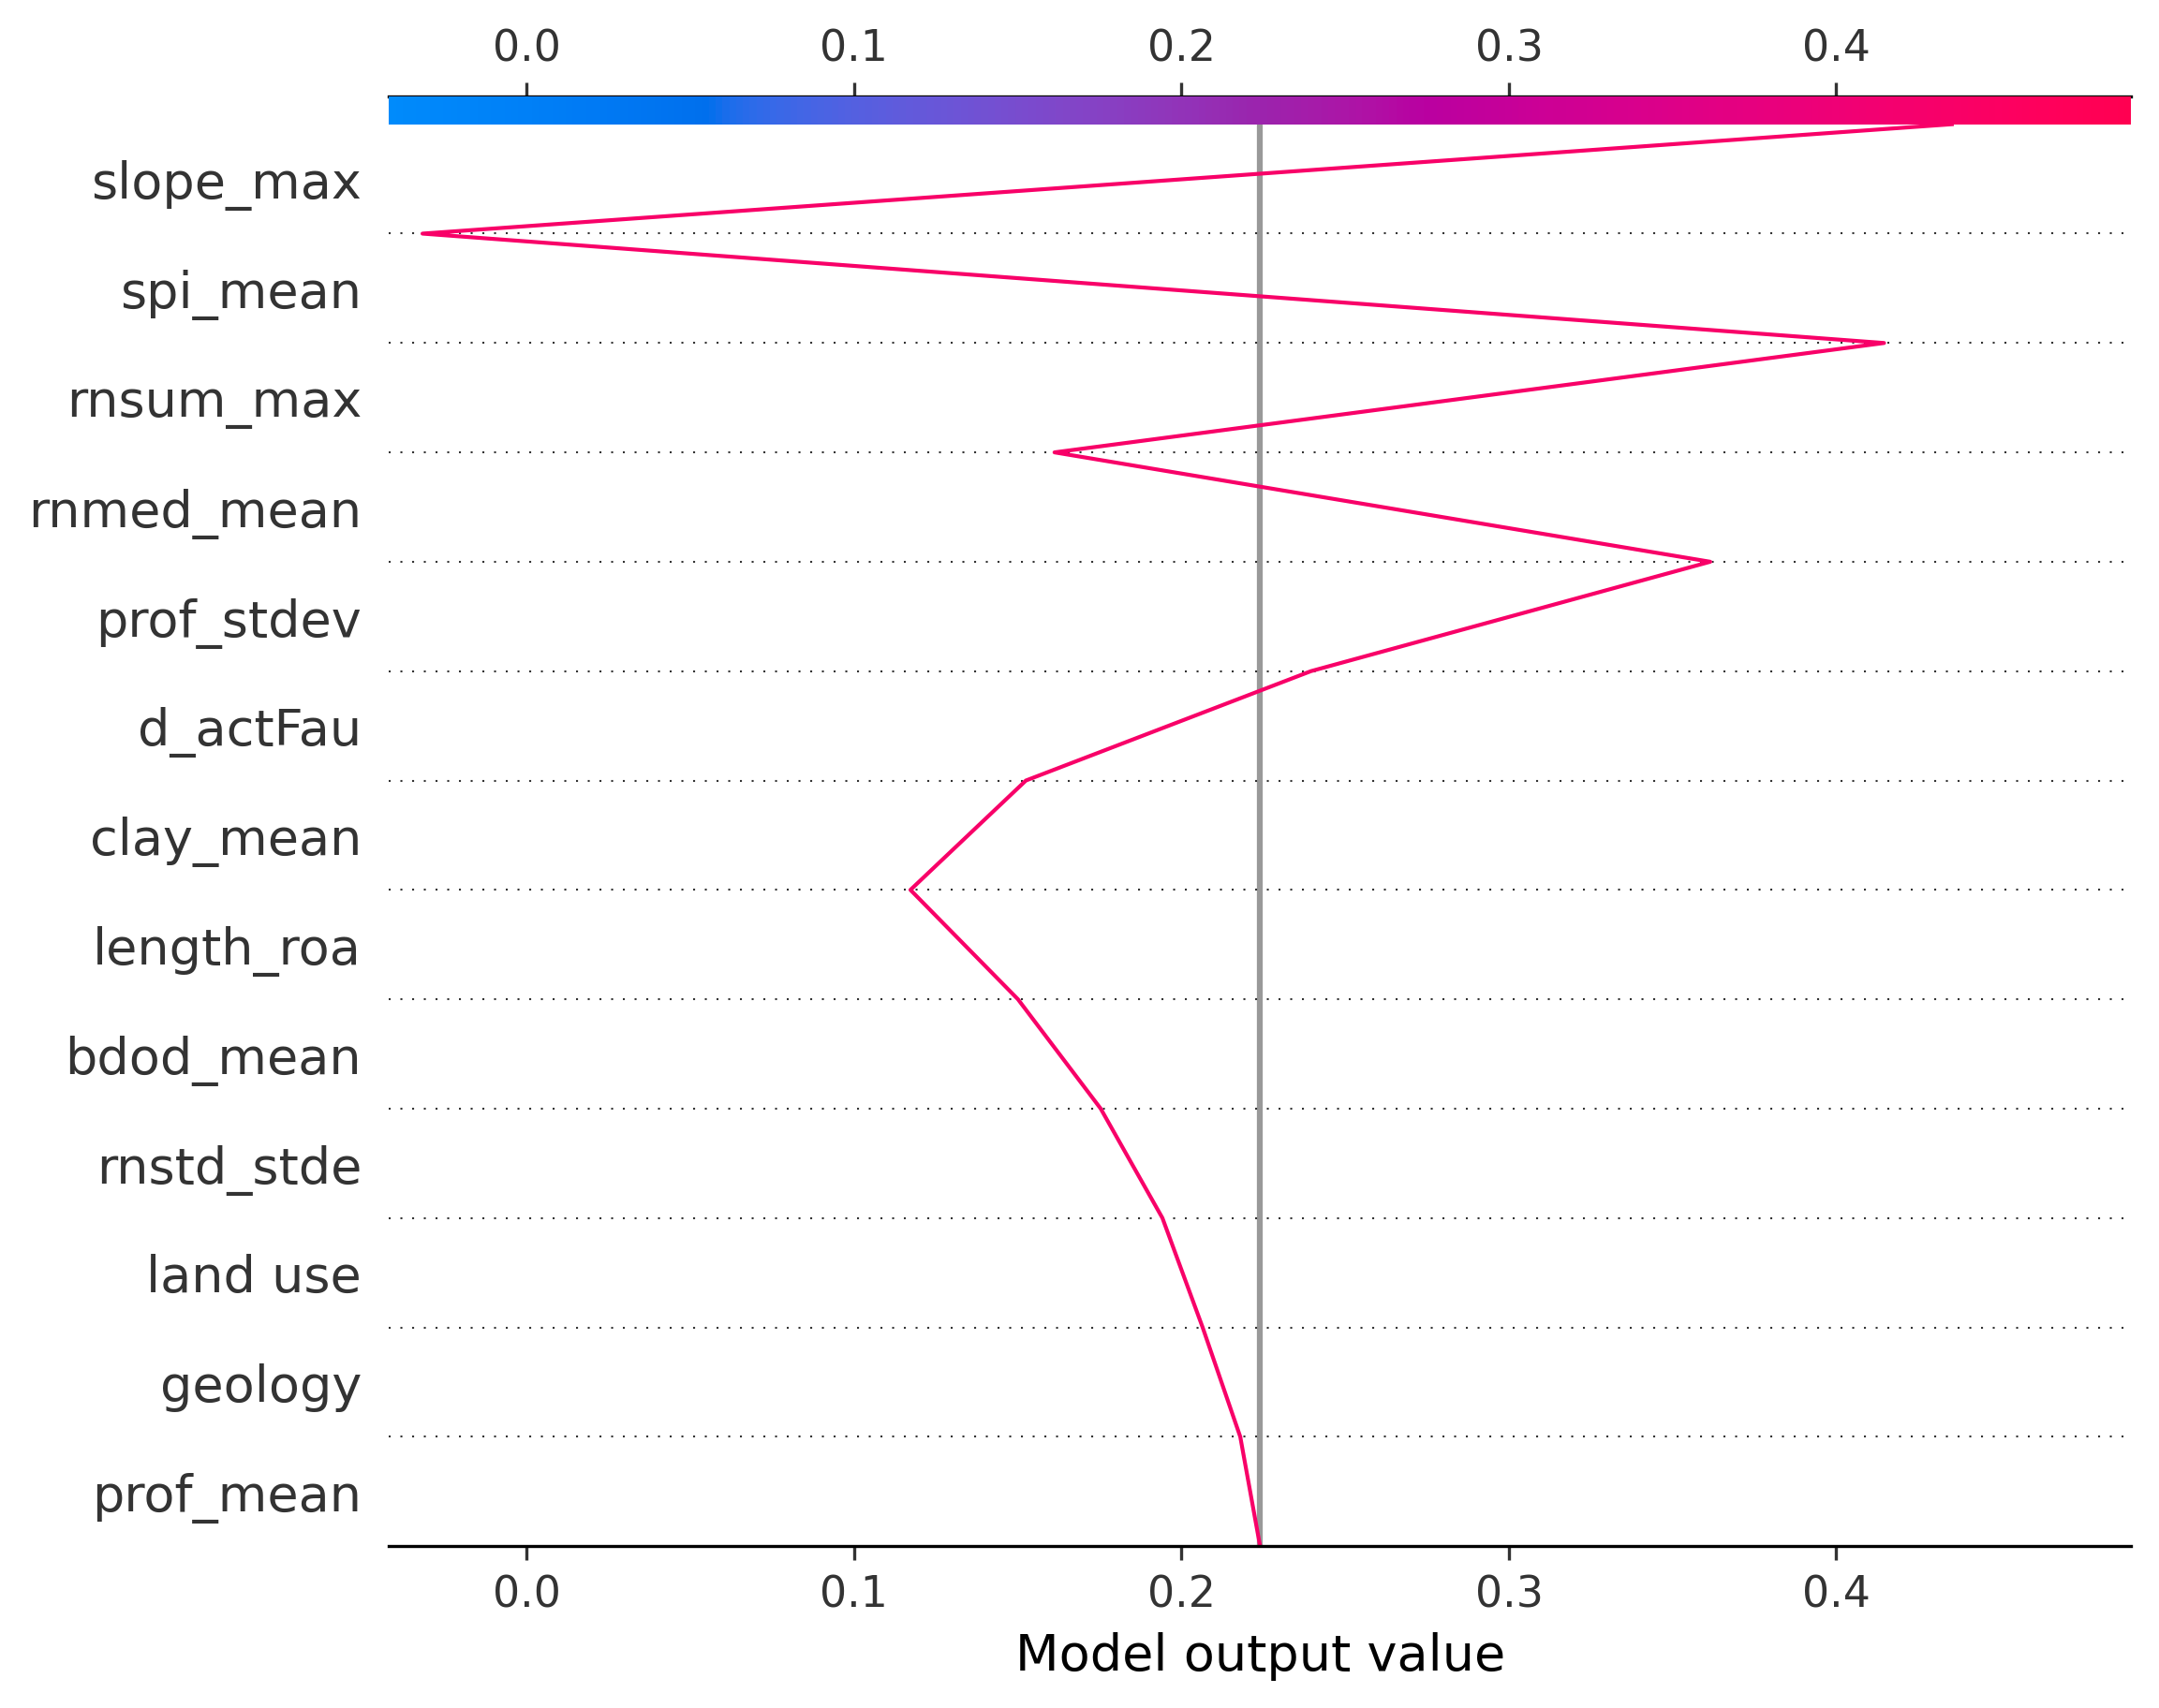 0.0 0.1 0.2 0.3 0.4
slope_max
spi_mean
rnsum_max
rnmed_mean
prof_stdev
d_actFau
clay_mean
length_roa
bdod_mean
rnstd_stde
land use
geology
prof_mean
0.0 0.1 0.2 0.3 0.4
Model output value